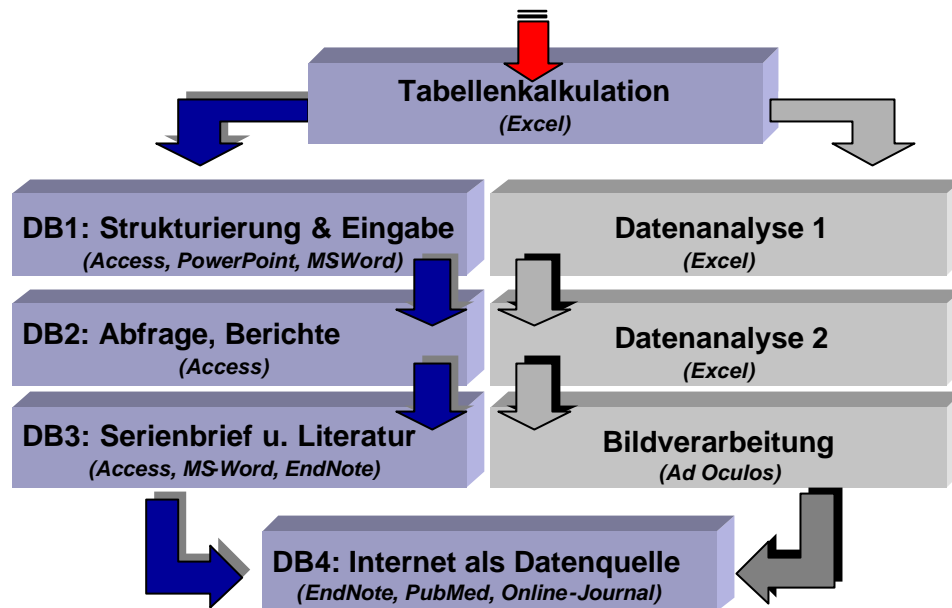 Tabellenkalkulation
(Excel)
DB1: Strukturierung & Eingabe
(Access, PowerPoint, MSWord)
Datenanalyse 1
(Excel)
DB2: Abfrage, Berichte
(Access)
Datenanalyse 2
(Excel)
DB3: Serienbrief u. Literatur
(Access, MS-Word, EndNote)
Bildverarbeitung
(Ad Oculos)
DB4: Internet als Datenquelle
(EndNote, PubMed, Online-Journal)